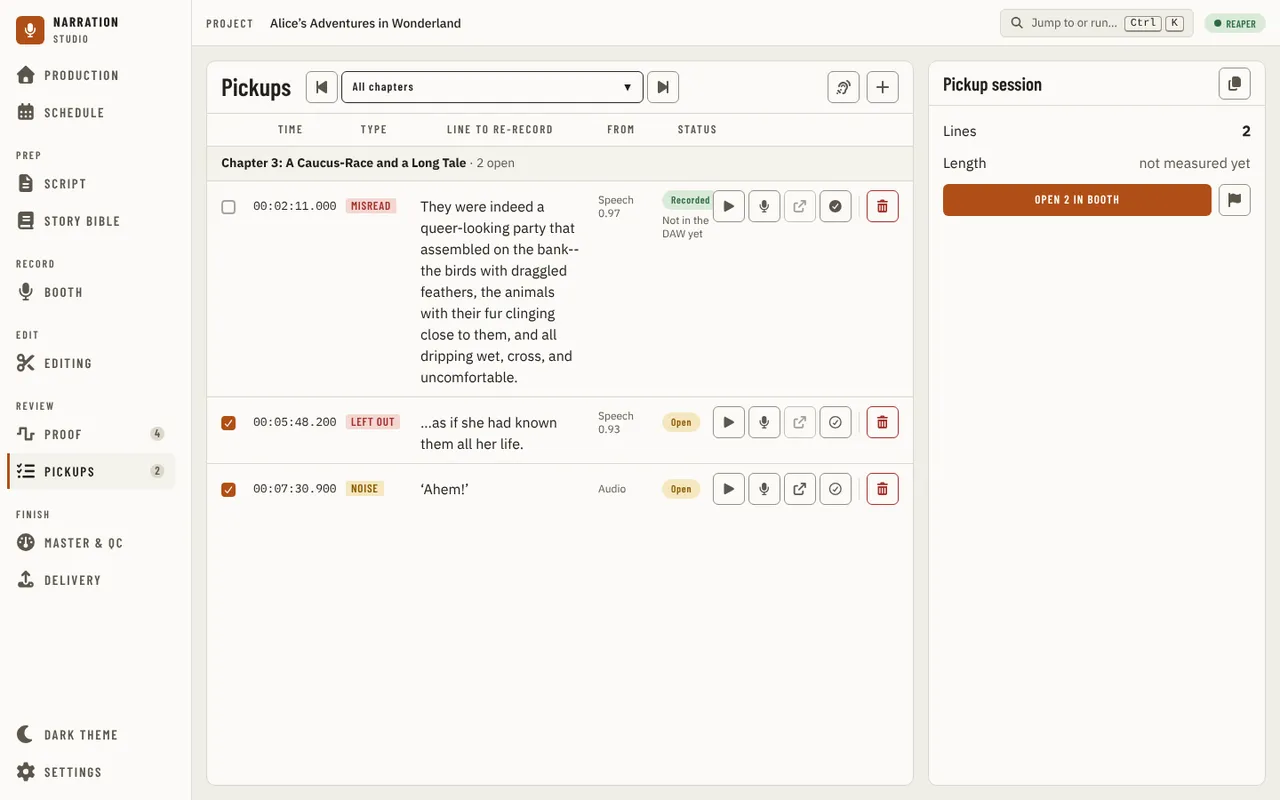 NARRATION
STUDIO
PRODUCTION
SCHEDULE
PREP
SCRIPT
STORY BIBLE
RECORD
BOOTH
EDIT
EDITING
REVIEW
PROOF 4
PICKUPS 2
FINISH
MASTER & QC
DELIVERY
DARK THEME
SETTINGS
PROJECT Alice's Adventures in Wonderland
Jump to or run... Ctrl K
REAPER
Pickups
All chapters
TIME TYPE LINE TO RE-RECORD FROM STATUS
Chapter 3: A Caucus-Race and a Long Tale · 2 open
00:02:11.000 MISREAD
They were indeed a
queer-looking party that
assembled on the bank--
the birds with draggled
feathers, the animals
with their fur clinging
close to them, and all
dripping wet, cross, and
uncomfortable.
Speech
0.97
Recorded
Not in the
DAW yet
00:05:48.200 LEFT OUT
...as if she had known
them all her life.
Speech
0.93
Open
00:07:30.900 NOISE
‘Ahem!’
Audio
Open
Pickup session
Lines 2
Length not measured yet
OPEN 2 IN BOOTH